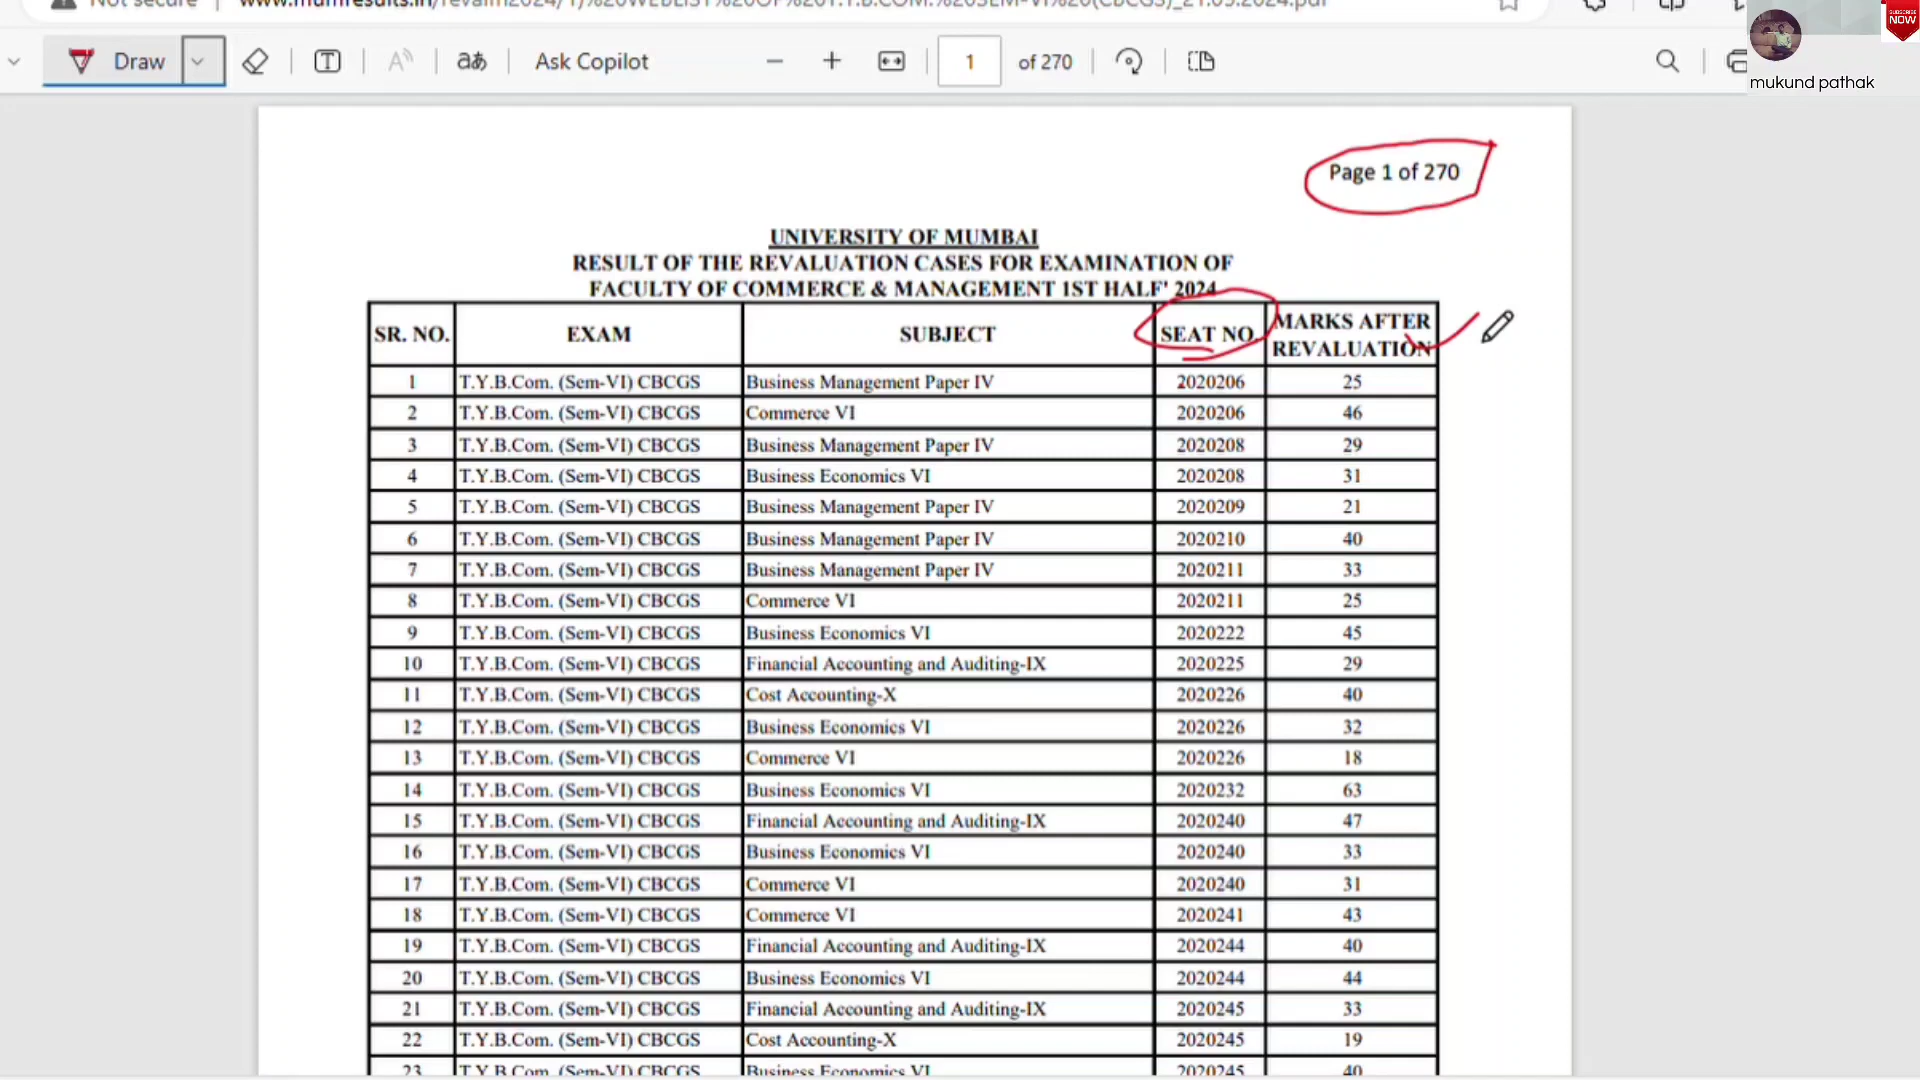 Not secure www.mumresults.in/
SUBSCRIBE NOW
Draw Ask Copilot 1 of 270
mukund pathak
Page 1 of 270
UNIVERSITY OF MUMBAI
RESULT OF THE REVALUATION CASES FOR EXAMINATION OF
FACULTY OF COMMERCE & MANAGEMENT 1ST HALF' 2024
SR. NO. EXAM SUBJECT SEAT NO. MARKS AFTER REVALUATION
1 T.Y.B.Com. (Sem-VI) CBCGS Business Management Paper IV 2020206 25
2 T.Y.B.Com. (Sem-VI) CBCGS Commerce VI 2020206 46
3 T.Y.B.Com. (Sem-VI) CBCGS Business Management Paper IV 2020208 29
4 T.Y.B.Com. (Sem-VI) CBCGS Business Economics VI 2020208 31
5 T.Y.B.Com. (Sem-VI) CBCGS Business Management Paper IV 2020209 21
6 T.Y.B.Com. (Sem-VI) CBCGS Business Management Paper IV 2020210 40
7 T.Y.B.Com. (Sem-VI) CBCGS Business Management Paper IV 2020211 33
8 T.Y.B.Com. (Sem-VI) CBCGS Commerce VI 2020211 25
9 T.Y.B.Com. (Sem-VI) CBCGS Business Economics VI 2020222 45
10 T.Y.B.Com. (Sem-VI) CBCGS Financial Accounting and Auditing-IX 2020225 29
11 T.Y.B.Com. (Sem-VI) CBCGS Cost Accounting-X 2020226 40
12 T.Y.B.Com. (Sem-VI) CBCGS Business Economics VI 2020226 32
13 T.Y.B.Com. (Sem-VI) CBCGS Commerce VI 2020226 18
14 T.Y.B.Com. (Sem-VI) CBCGS Business Economics VI 2020232 63
15 T.Y.B.Com. (Sem-VI) CBCGS Financial Accounting and Auditing-IX 2020240 47
16 T.Y.B.Com. (Sem-VI) CBCGS Business Economics VI 2020240 33
17 T.Y.B.Com. (Sem-VI) CBCGS Commerce VI 2020240 31
18 T.Y.B.Com. (Sem-VI) CBCGS Commerce VI 2020241 43
19 T.Y.B.Com. (Sem-VI) CBCGS Financial Accounting and Auditing-IX 2020244 40
20 T.Y.B.Com. (Sem-VI) CBCGS Business Economics VI 2020244 44
21 T.Y.B.Com. (Sem-VI) CBCGS Financial Accounting and Auditing-IX 2020245 33
22 T.Y.B.Com. (Sem-VI) CBCGS Cost Accounting-X 2020245 19
23 T.Y.B.Com. (Sem-VI) CBCGS Business Economics VI 2020245 40